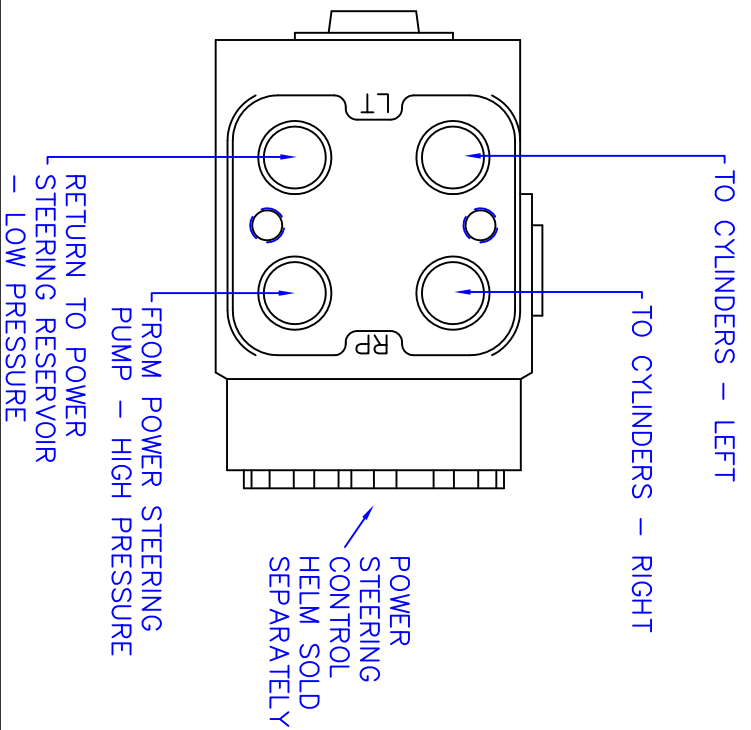 TO CYLINDERS - LEFT
TO CYLINDERS - RIGHT
LT
RP
POWER
STEERING
CONTROL
HELM SOLD
SEPARATELY
FROM POWER STEERING
PUMP - HIGH PRESSURE
RETURN TO POWER
STEERING RESERVOIR
- LOW PRESSURE